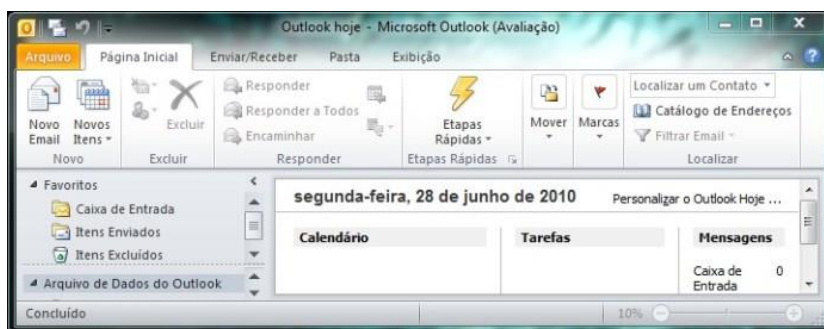 Outlook hoje - Microsoft Outlook (Avaliação)
Arquivo Página Inicial Enviar/Receber Pasta Exibição
Novo Email
Novos Itens
Novo
Excluir
Excluir
Responder
Responder a Todos
Encaminhar
Responder
Etapas Rápidas
Etapas Rápidas
Mover
Marcas
Localizar um Contato
Catálogo de Endereços
Filtrar Email
Localizar
Favoritos
Caixa de Entrada
Itens Enviados
Itens Excluídos
Arquivo de Dados do Outlook
segunda-feira, 28 de junho de 2010 Personalizar o Outlook Hoje ...
Calendário Tarefas Mensagens
Caixa de Entrada 0
Concluído 10%